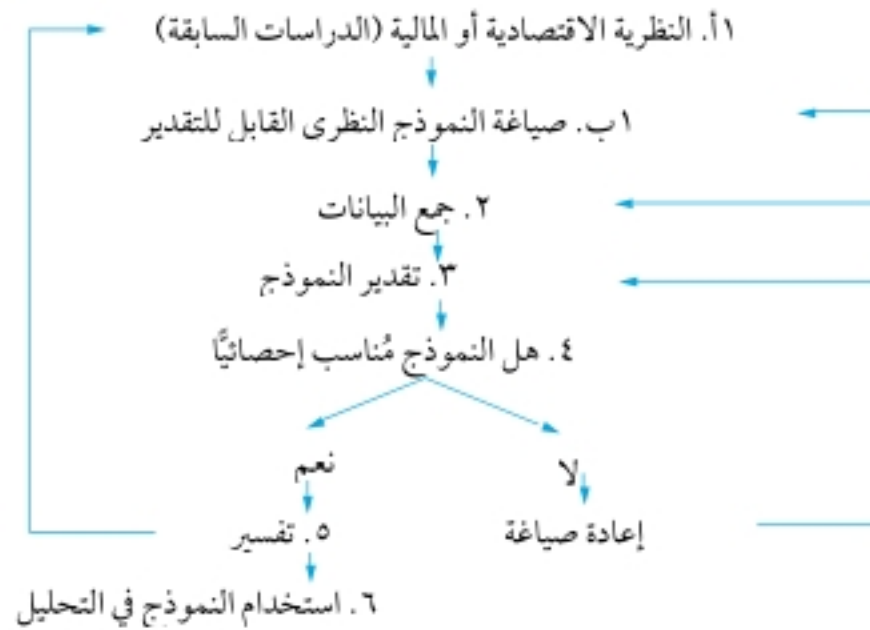 ١أ. النظرية الاقتصادية أو المالية (الدراسات السابقة)
١ب. صياغة النموذج النظرى القابل للتقدير
٢. جمع البيانات
٣. تقدير النموذج
٤. هل النموذج مُناسب إحصائيًّا
لا
نعم
إعادة صياغة
٥. تفسير
٦. استخدام النموذج في التحليل